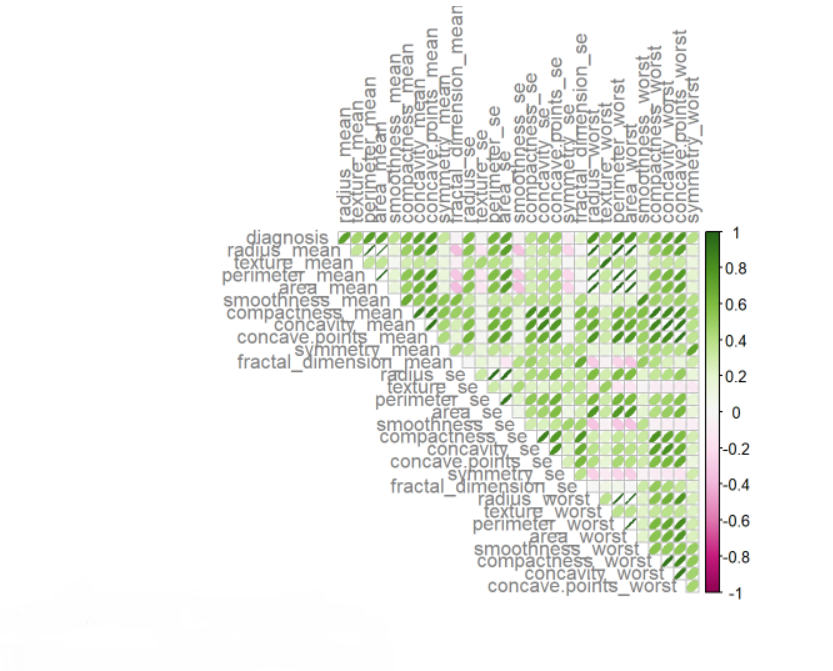 radius_mean
texture_mean
perimeter_mean
area_mean
smoothness_mean
compactness_mean
concavity_mean
concave.points_mean
symmetry_mean
fractal_dimension_mean
radius_se
texture_se
perimeter_se
area_se
smoothness_se
compactness_se
concavity_se
concave.points_se
symmetry_se
fractal_dimension_se
radius_worst
texture_worst
perimeter_worst
area_worst
smoothness_worst
compactness_worst
concavity_worst
concave.points_worst
symmetry_worst
diagnosis
radius_mean
texture_mean
perimeter_mean
area_mean
smoothness_mean
compactness_mean
concavity_mean
concave.points_mean
symmetry_mean
fractal_dimension_mean
radius_se
texture_se
perimeter_se
area_se
smoothness_se
compactness_se
concavity_se
concave.points_se
symmetry_se
fractal_dimension_se
radius_worst
texture_worst
perimeter_worst
area_worst
smoothness_worst
compactness_worst
concavity_worst
concave.points_worst
1
0.8
0.6
0.4
0.2
0
-0.2
-0.4
-0.6
-0.8
-1